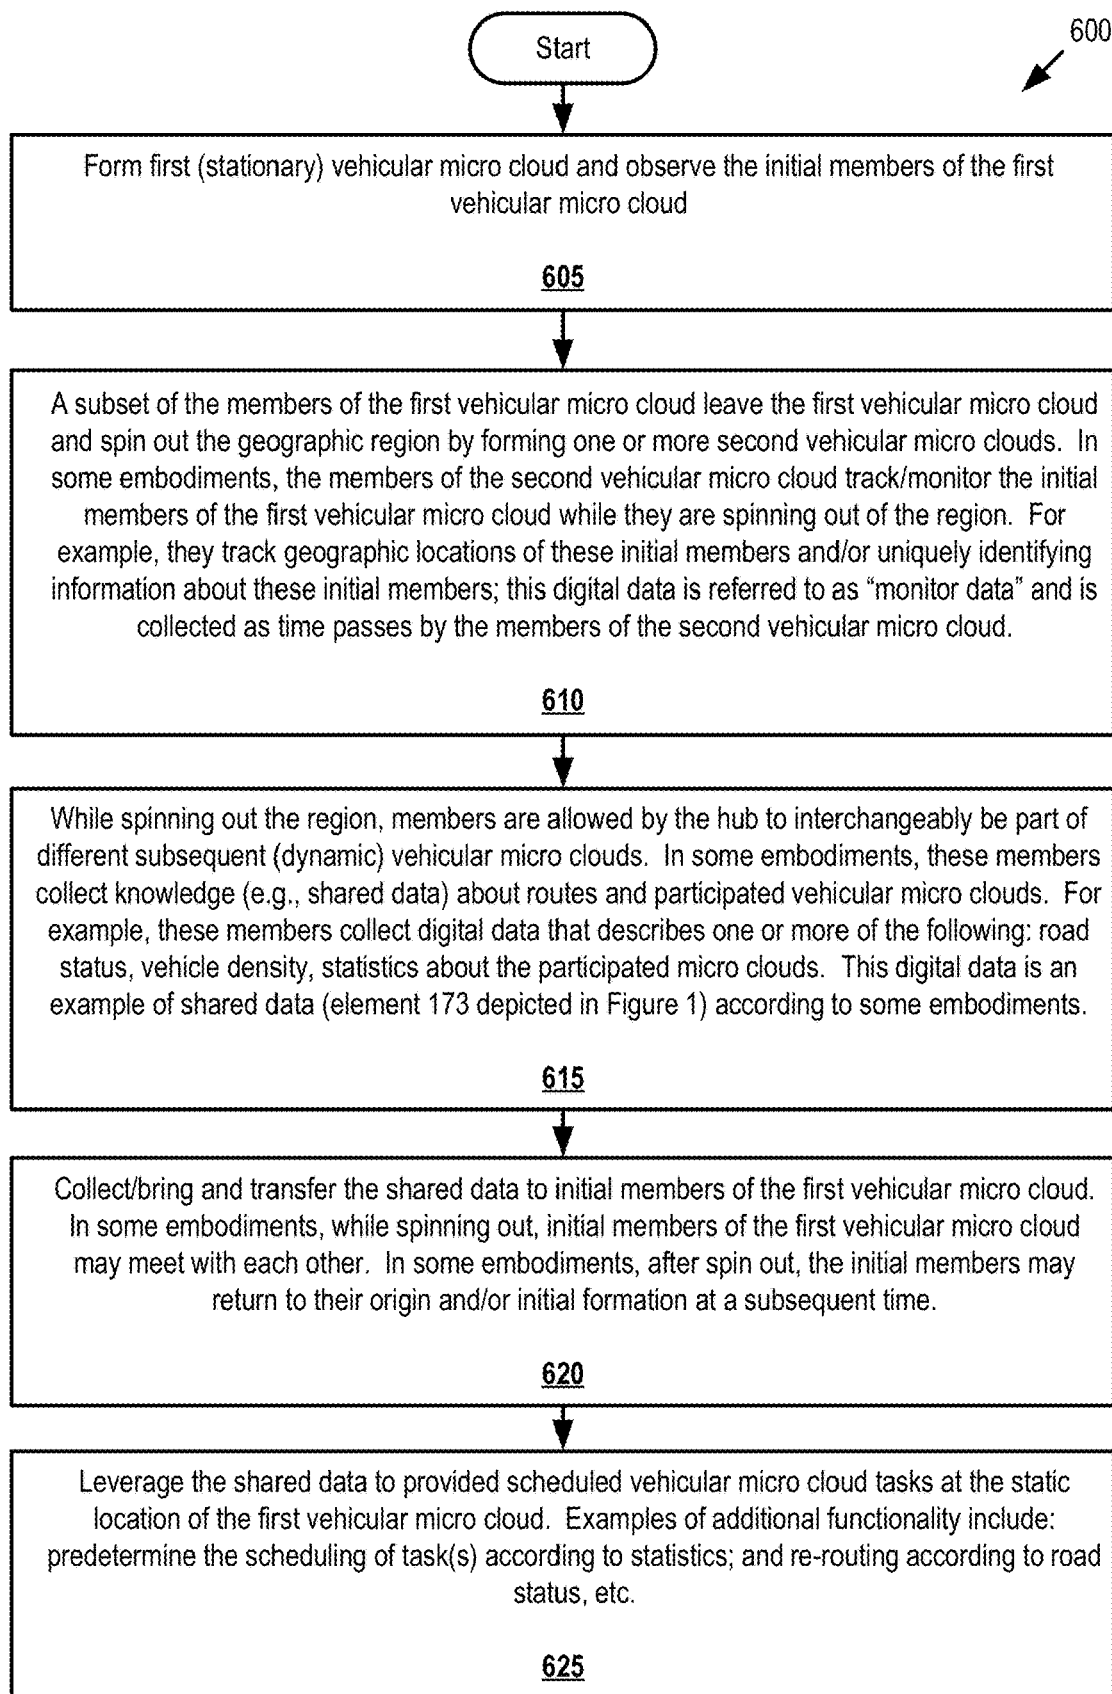 Start
600
Form first (stationary) vehicular micro cloud and observe the initial members of the first
vehicular micro cloud
605
A subset of the members of the first vehicular micro cloud leave the first vehicular micro cloud
and spin out the geographic region by forming one or more second vehicular micro clouds. In
some embodiments, the members of the second vehicular micro cloud track/monitor the initial
members of the first vehicular micro cloud while they are spinning out of the region. For
example, they track geographic locations of these initial members and/or uniquely identifying
information about these initial members; this digital data is referred to as “monitor data” and is
collected as time passes by the members of the second vehicular micro cloud.
610
While spinning out the region, members are allowed by the hub to interchangeably be part of
different subsequent (dynamic) vehicular micro clouds. In some embodiments, these members
collect knowledge (e.g., shared data) about routes and participated vehicular micro clouds. For
example, these members collect digital data that describes one or more of the following: road
status, vehicle density, statistics about the participated micro clouds. This digital data is an
example of shared data (element 173 depicted in Figure 1) according to some embodiments.
615
Collect/bring and transfer the shared data to initial members of the first vehicular micro cloud.
In some embodiments, while spinning out, initial members of the first vehicular micro cloud
may meet with each other. In some embodiments, after spin out, the initial members may
return to their origin and/or initial formation at a subsequent time.
620
Leverage the shared data to provided scheduled vehicular micro cloud tasks at the static
location of the first vehicular micro cloud. Examples of additional functionality include:
predetermine the scheduling of task(s) according to statistics; and re-routing according to road
status, etc.
625